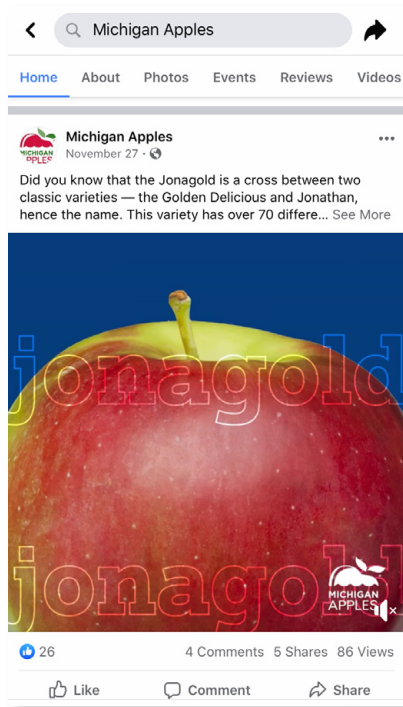 Michigan Apples
Home About Photos Events Reviews Videos
MICHIGAN
APPLES
Michigan Apples
November 27 ·
Did you know that the Jonagold is a cross between two
classic varieties — the Golden Delicious and Jonathan,
hence the name. This variety has over 70 differe... See More
jonagold
jonagold
MICHIGAN
APPLES
26 4 Comments 5 Shares 86 Views
Like Comment Share